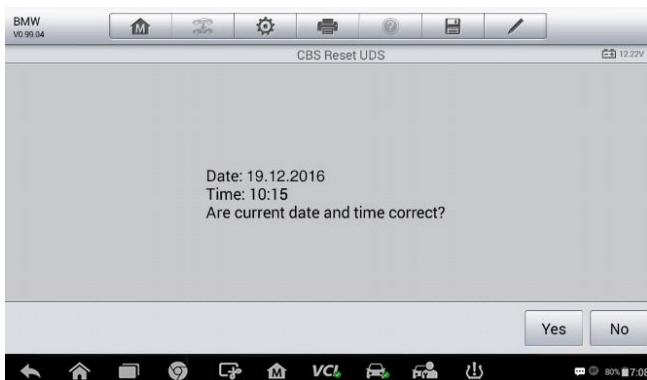 BMW
V0.99.04
M
?
CBS Reset UDS
12.22V
Date: 19.12.2016
Time: 10:15
Are current date and time correct?
Yes
No
M
VCI
80%
7:08